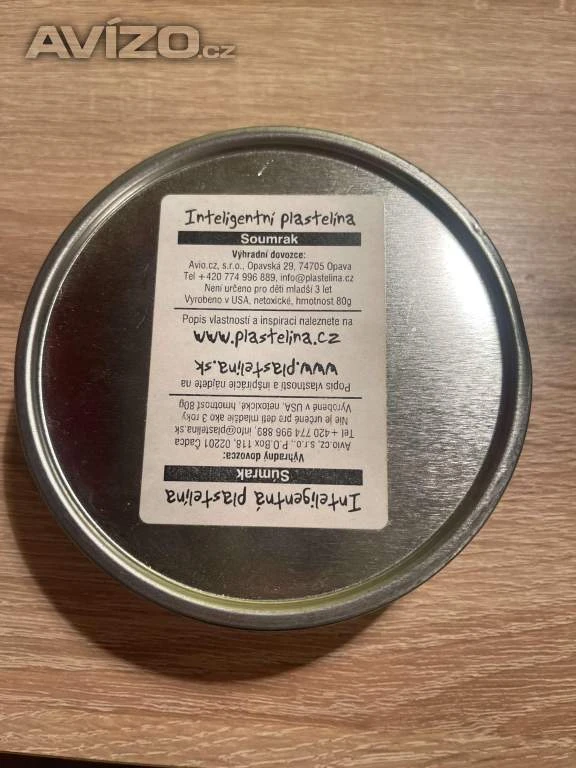 AVÍZO.cz
Inteligentní plastelína
Soumrak
Výhradní dovozce:
Avio.cz, s.r.o., Opavská 29, 74705 Opava
Tel +420 774 996 889, info@plastelina.cz
Není určeno pro děti mladší 3 let
Vyrobeno v USA, netoxické, hmotnost 80g
Popis vlastností a inspiraci naleznete na
www.plastelina.cz
Inteligentná plastelína
Súmrak
Výhradný dovozca:
Avio.cz, s.r.o., P.O.Box 118, 02201 Čadca
Tel +420 774 996 889, info@plastelina.sk
Nie je určené pre deti mladšie ako 3 roky
Vyrobené v USA, netoxické, hmotnosť 80g
Popis vlastností a inšpirácie nájdete na
www.plastelina.sk